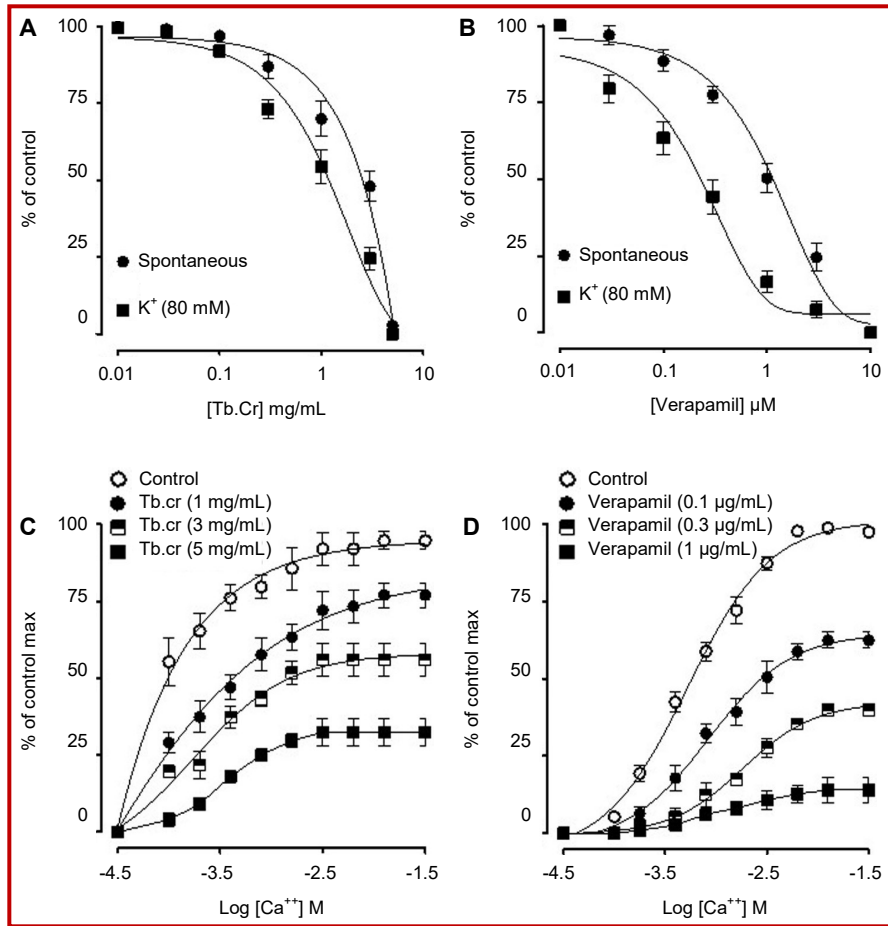 A
100
75
50
25
0
% of control
Spontaneous
K⁺ (80 mM)
0.01 0.1 1 10
[Tb.Cr] mg/mL
B
100
75
50
25
0
% of control
Spontaneous
K⁺ (80 mM)
0.01 0.1 1 10
[Verapamil] µM
C
Control
Tb.cr (1 mg/mL)
Tb.cr (3 mg/mL)
Tb.cr (5 mg/mL)
100
75
50
25
0
% of control max
-4.5 -3.5 -2.5 -1.5
Log [Ca⁺⁺] M
D
Control
Verapamil (0.1 µg/mL)
Verapamil (0.3 µg/mL)
Verapamil (1 µg/mL)
100
75
50
25
0
% of control max
-4.5 -3.5 -2.5 -1.5
Log [Ca⁺⁺] M